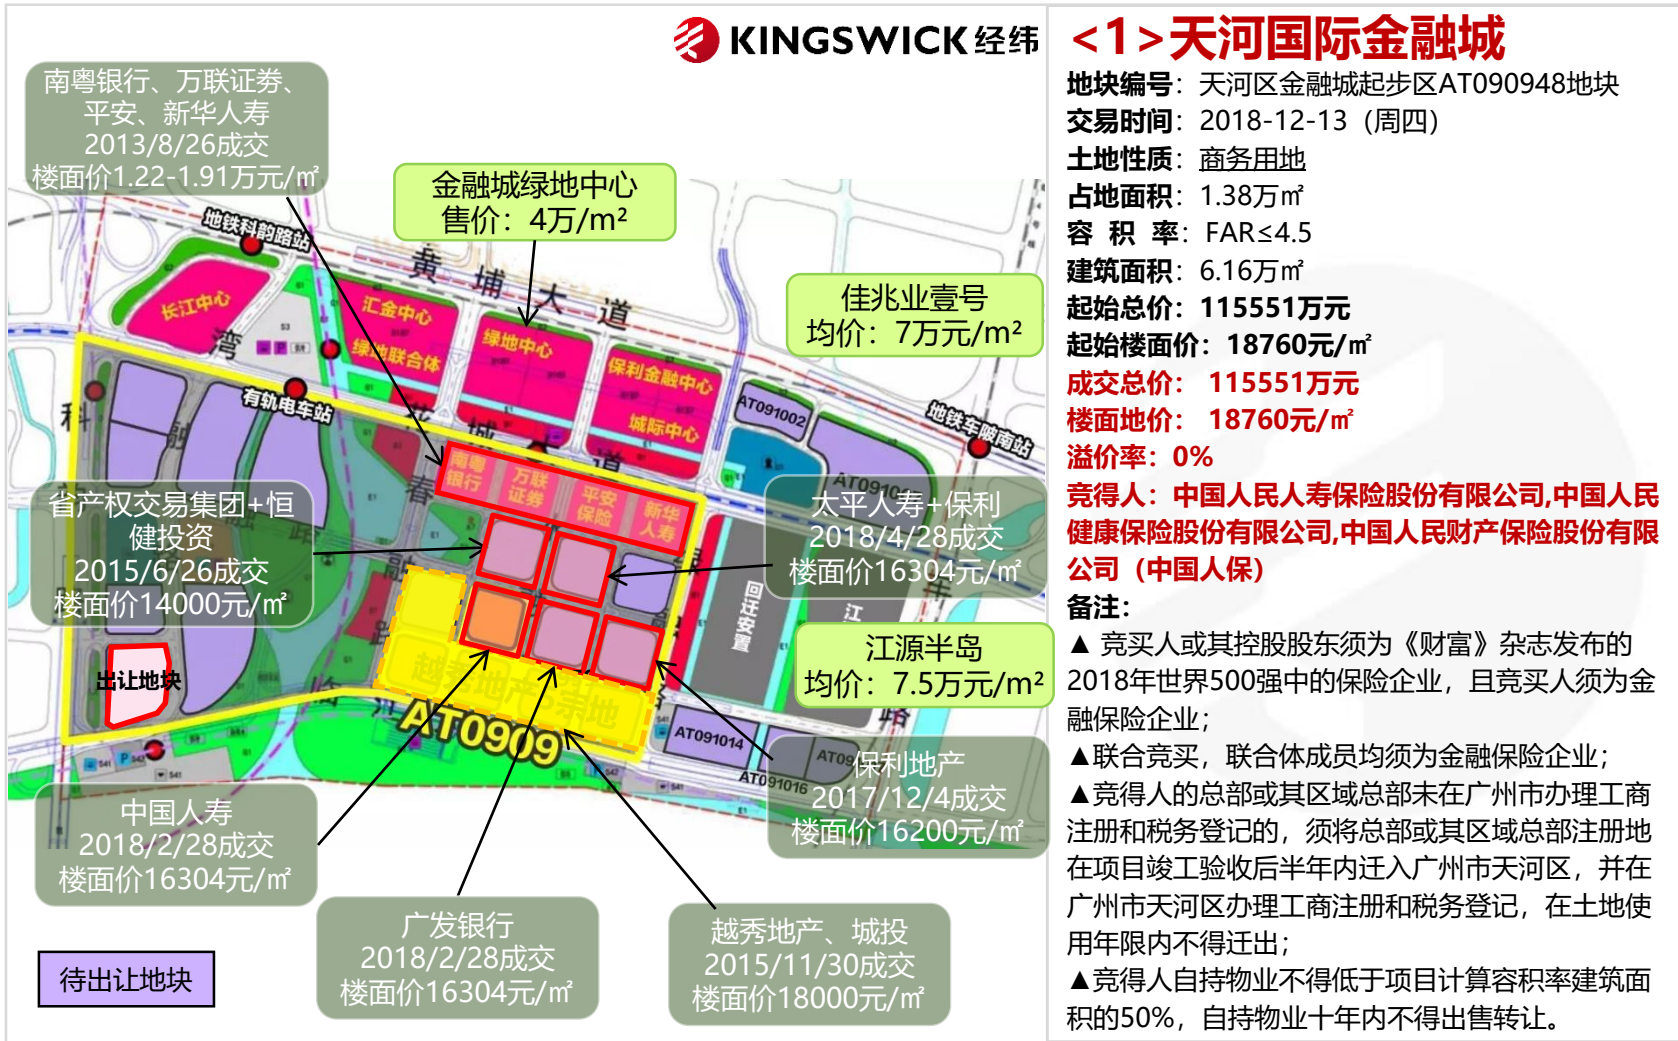 KINGSWICK经纬
南粤银行、万联证券、
平安、新华人寿
2013/8/26成交
楼面价1.22-1.91万元/㎡
金融城绿地中心
售价：4万/m²
佳兆业壹号
均价：7万元/m²
地铁科韵路站
黄埔大道
长江中心
汇金中心
绿地联合体
绿地中心
保利金融中心
城际中心
有轨电车站
地铁车陂南站
AT091002
南粤
银行
万联
证券
平安
保险
新华
人寿
省产权交易集团+恒
健投资
2015/6/26成交
楼面价14000元/㎡
太平人寿+保利
2018/4/28成交
楼面价16304元/㎡
回迁安置
江
江源半岛
均价：7.5万元/m²
出让地块
AT0909
AT091014
AT091016
保利地产
2017/12/4成交
楼面价16200元/㎡
中国人寿
2018/2/28成交
楼面价16304元/㎡
广发银行
2018/2/28成交
楼面价16304元/㎡
越秀地产、城投
2015/11/30成交
楼面价18000元/㎡
待出让地块
<1>天河国际金融城
地块编号：天河区金融城起步区AT090948地块
交易时间：2018-12-13（周四）
土地性质：商务用地
占地面积：1.38万㎡
容 积 率：FAR≤4.5
建筑面积：6.16万㎡
起始总价：115551万元
起始楼面价：18760元/㎡
成交总价： 115551万元
楼面地价： 18760元/㎡
溢价率：0%
竞得人：中国人民人寿保险股份有限公司,中国人民
健康保险股份有限公司,中国人民财产保险股份有限
公司（中国人保）
备注：
▲ 竞买人或其控股股东须为《财富》杂志发布的
2018年世界500强中的保险企业，且竞买人须为金
融保险企业；
▲联合竞买，联合体成员均须为金融保险企业；
▲竞得人的总部或其区域总部未在广州市办理工商
注册和税务登记的，须将总部或其区域总部注册地
在项目竣工验收后半年内迁入广州市天河区，并在
广州市天河区办理工商注册和税务登记，在土地使
用年限内不得迁出；
▲竞得人自持物业不得低于项目计算容积率建筑面
积的50%，自持物业十年内不得出售转让。